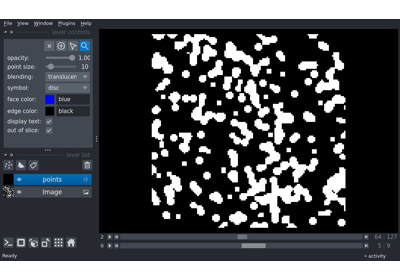 File View Window Plugins Help
layer controls
opacity: 1.00
point size: 10
blending: translucen
symbol: disc
face color: blue
edge color: black
display text:
out of slice:
layer list
points
Image
2 64 127
0 5 9
Ready activity